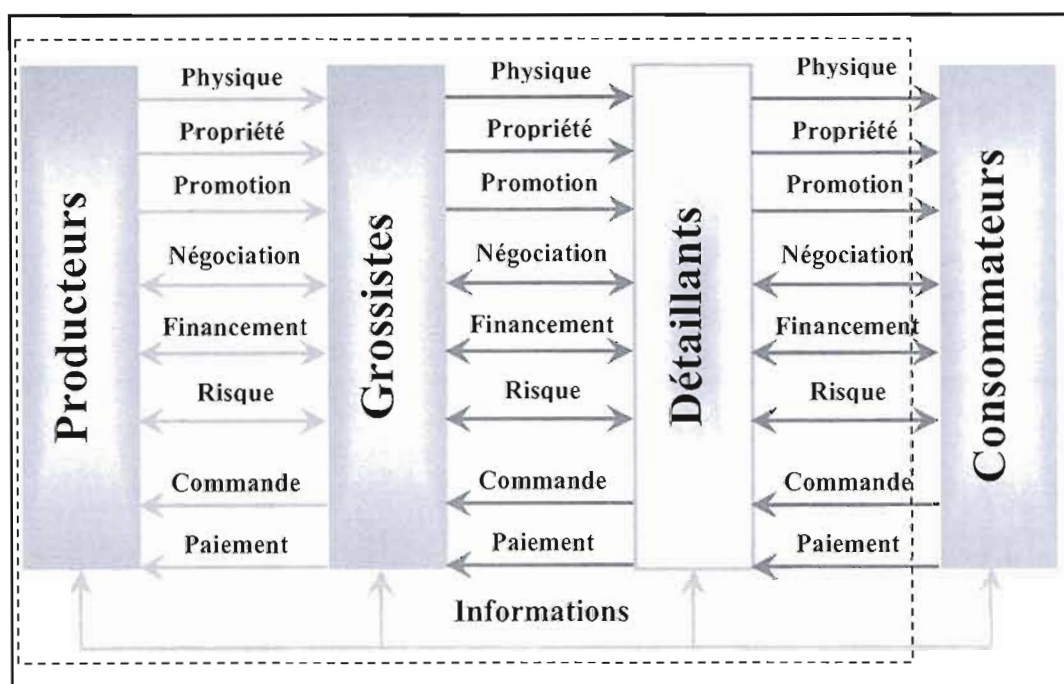 Producteurs
Physique
Propriété
Promotion
Négociation
Financement
Risque
Commande
Paiement
Grossistes
Physique
Propriété
Promotion
Négociation
Financement
Risque
Commande
Paiement
Détaillants
Physique
Propriété
Promotion
Négociation
Financement
Risque
Commande
Paiement
Consommateurs
Informations